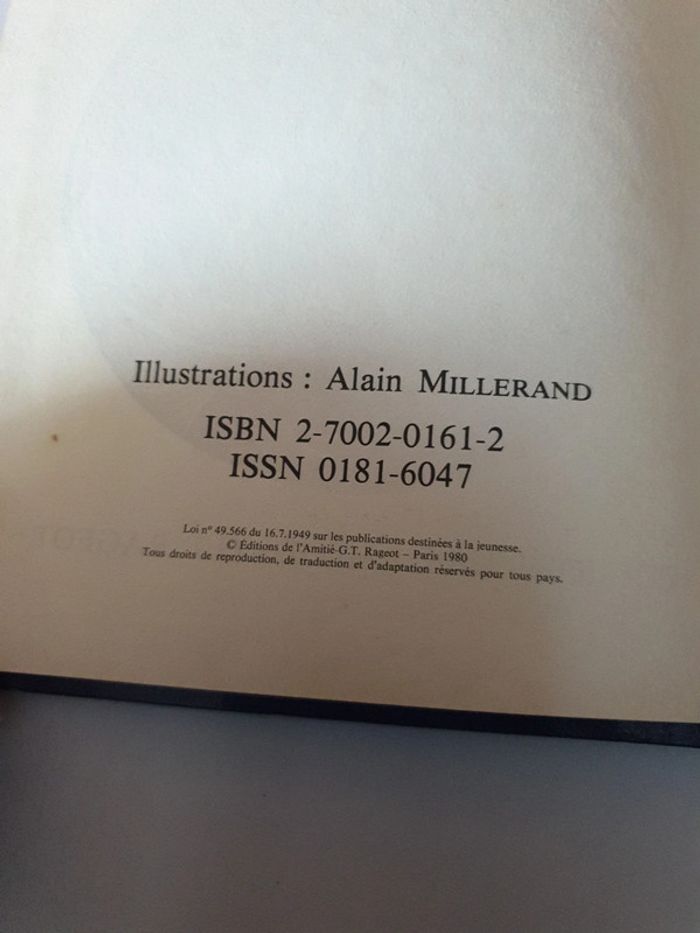 Illustrations : Alain MILLERAND
ISBN 2-7002-0161-2
ISSN 0181-6047
Loi n° 49.566 du 16.7.1949 sur les publications destinées à la jeunesse.
© Éditions de l'Amitié-G.T. Rageot – Paris 1980
Tous droits de reproduction, de traduction et d'adaptation réservés pour tous pays.